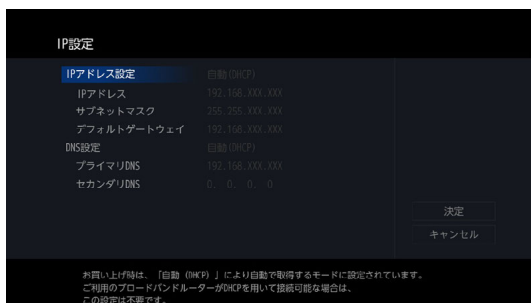 IP設定
IPアドレス設定 自動(DHCP)
IPアドレス 192.168.XXX.XXX
サブネットマスク 255.255.XXX.XXX
デフォルトゲートウェイ 192.168.XXX.XXX
DNS設定 自動(DHCP)
プライマリDNS 192.168.XXX.XXX
セカンダリDNS 0. 0. 0. 0
決定
キャンセル
お買い上げ時は、「自動（DHCP）」により自動で取得するモードに設定されています。
ご利用のブロードバンドルーターがDHCPを用いて接続可能な場合は、
この設定は不要です。